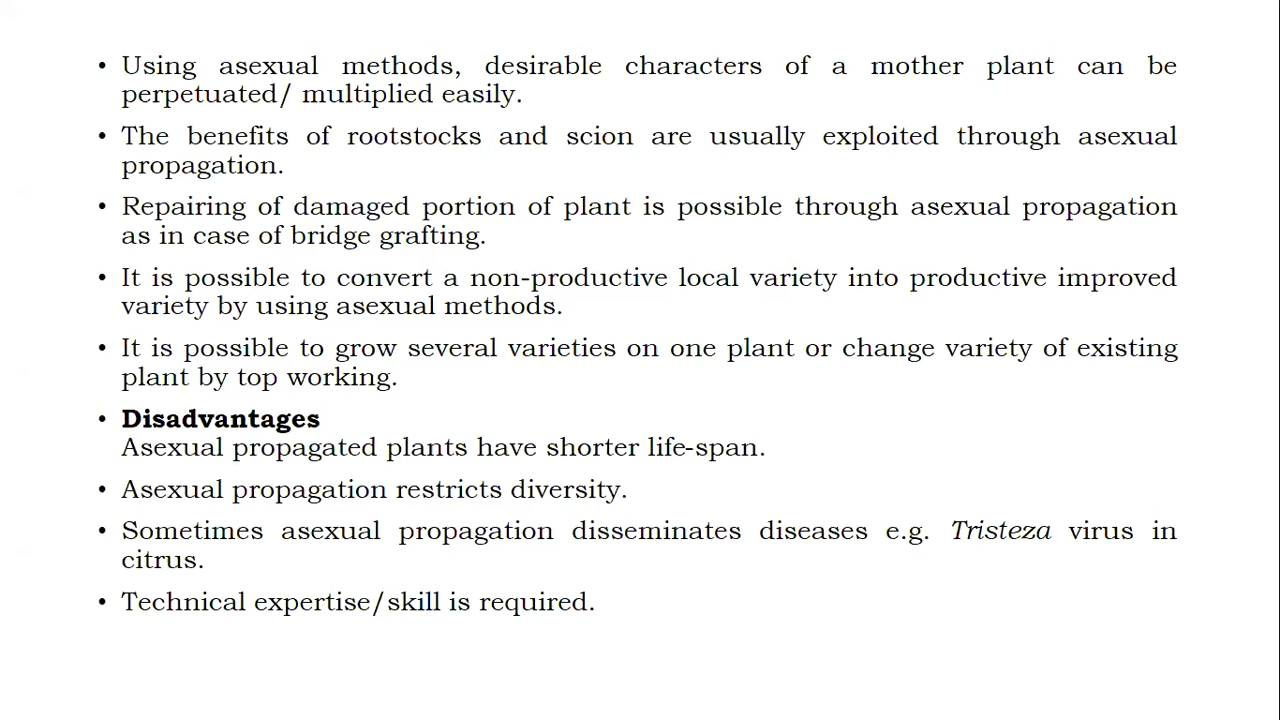 • Using asexual methods, desirable characters of a mother plant can be
perpetuated/ multiplied easily.
• The benefits of rootstocks and scion are usually exploited through asexual
propagation.
• Repairing of damaged portion of plant is possible through asexual propagation
as in case of bridge grafting.
• It is possible to convert a non-productive local variety into productive improved
variety by using asexual methods.
• It is possible to grow several varieties on one plant or change variety of existing
plant by top working.
• Disadvantages
Asexual propagated plants have shorter life-span.
• Asexual propagation restricts diversity.
• Sometimes asexual propagation disseminates diseases e.g. Tristeza virus in
citrus.
• Technical expertise/skill is required.